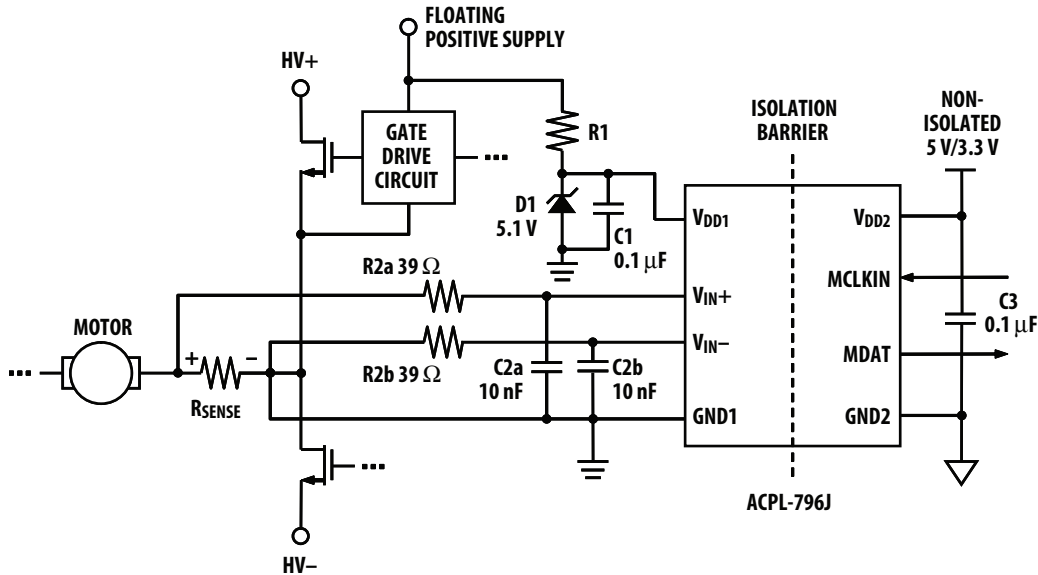 FLOATING
POSITIVE SUPPLY
HV+
GATE
DRIVE
CIRCUIT
R1
D1
5.1 V
C1
0.1 μF
ISOLATION
BARRIER
NON-
ISOLATED
5 V/3.3 V
VDD1
VDD2
MCLKIN
C3
0.1 μF
R2a 39 Ω
VIN+
MOTOR
+
-
RSENSE
R2b 39 Ω
VIN-
C2a
10 nF
C2b
10 nF
MDAT
GND1
GND2
ACPL-796J
HV-